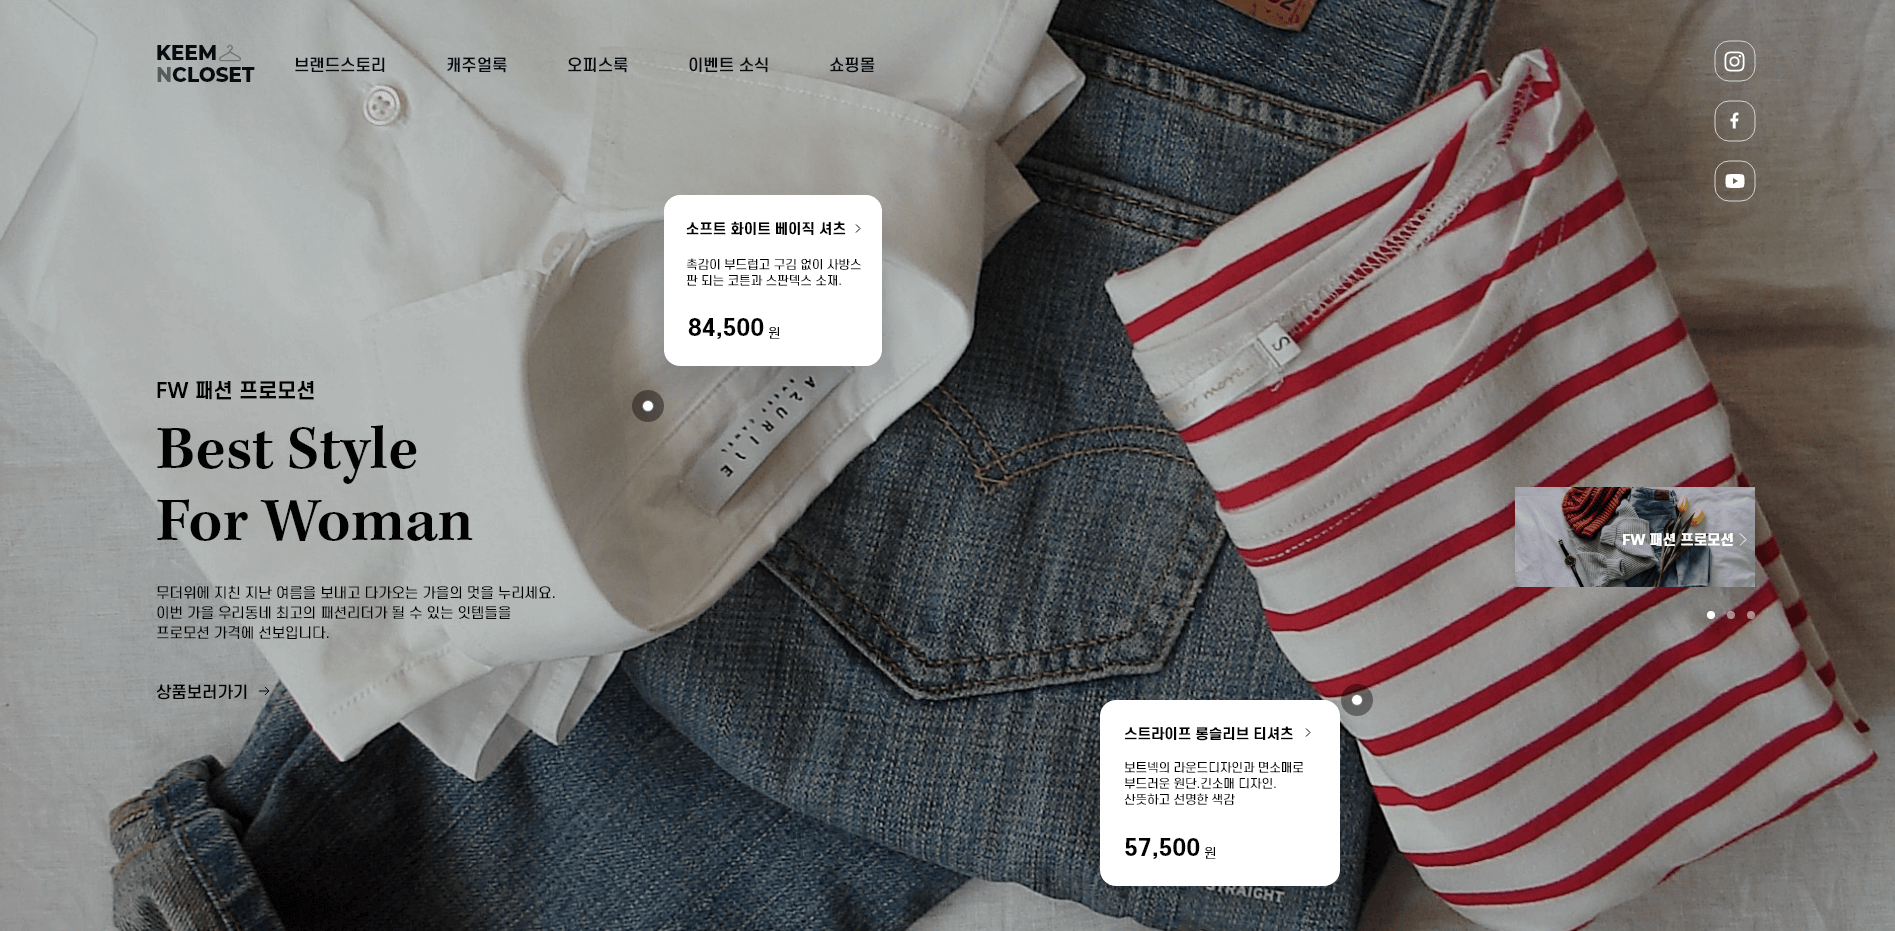 KEEM
NCLOSET
브랜드스토리
캐주얼룩
오피스룩
이벤트 소식
쇼핑몰
소프트 화이트 베이직 셔츠
촉감이 부드럽고 구김 없이 사방스
판 되는 코튼과 스판텍스 소재.
84,500 원
AZURIE
FW 패션 프로모션
Best Style
For Woman
무더위에 지친 지난 여름을 보내고 다가오는 가을의 멋을 누리세요.
이번 가을 우리동네 최고의 패션리더가 될 수 있는 잇템들을
프로모션 가격에 선보입니다.
상품보러가기
S
FW 패션 프로모션
스트라이프 롱슬리브 티셔츠
보트넥의 라운드디자인과 면소매로
부드러운 원단.긴소매 디자인.
산뜻하고 선명한 색감
57,500 원
STRAIGHT